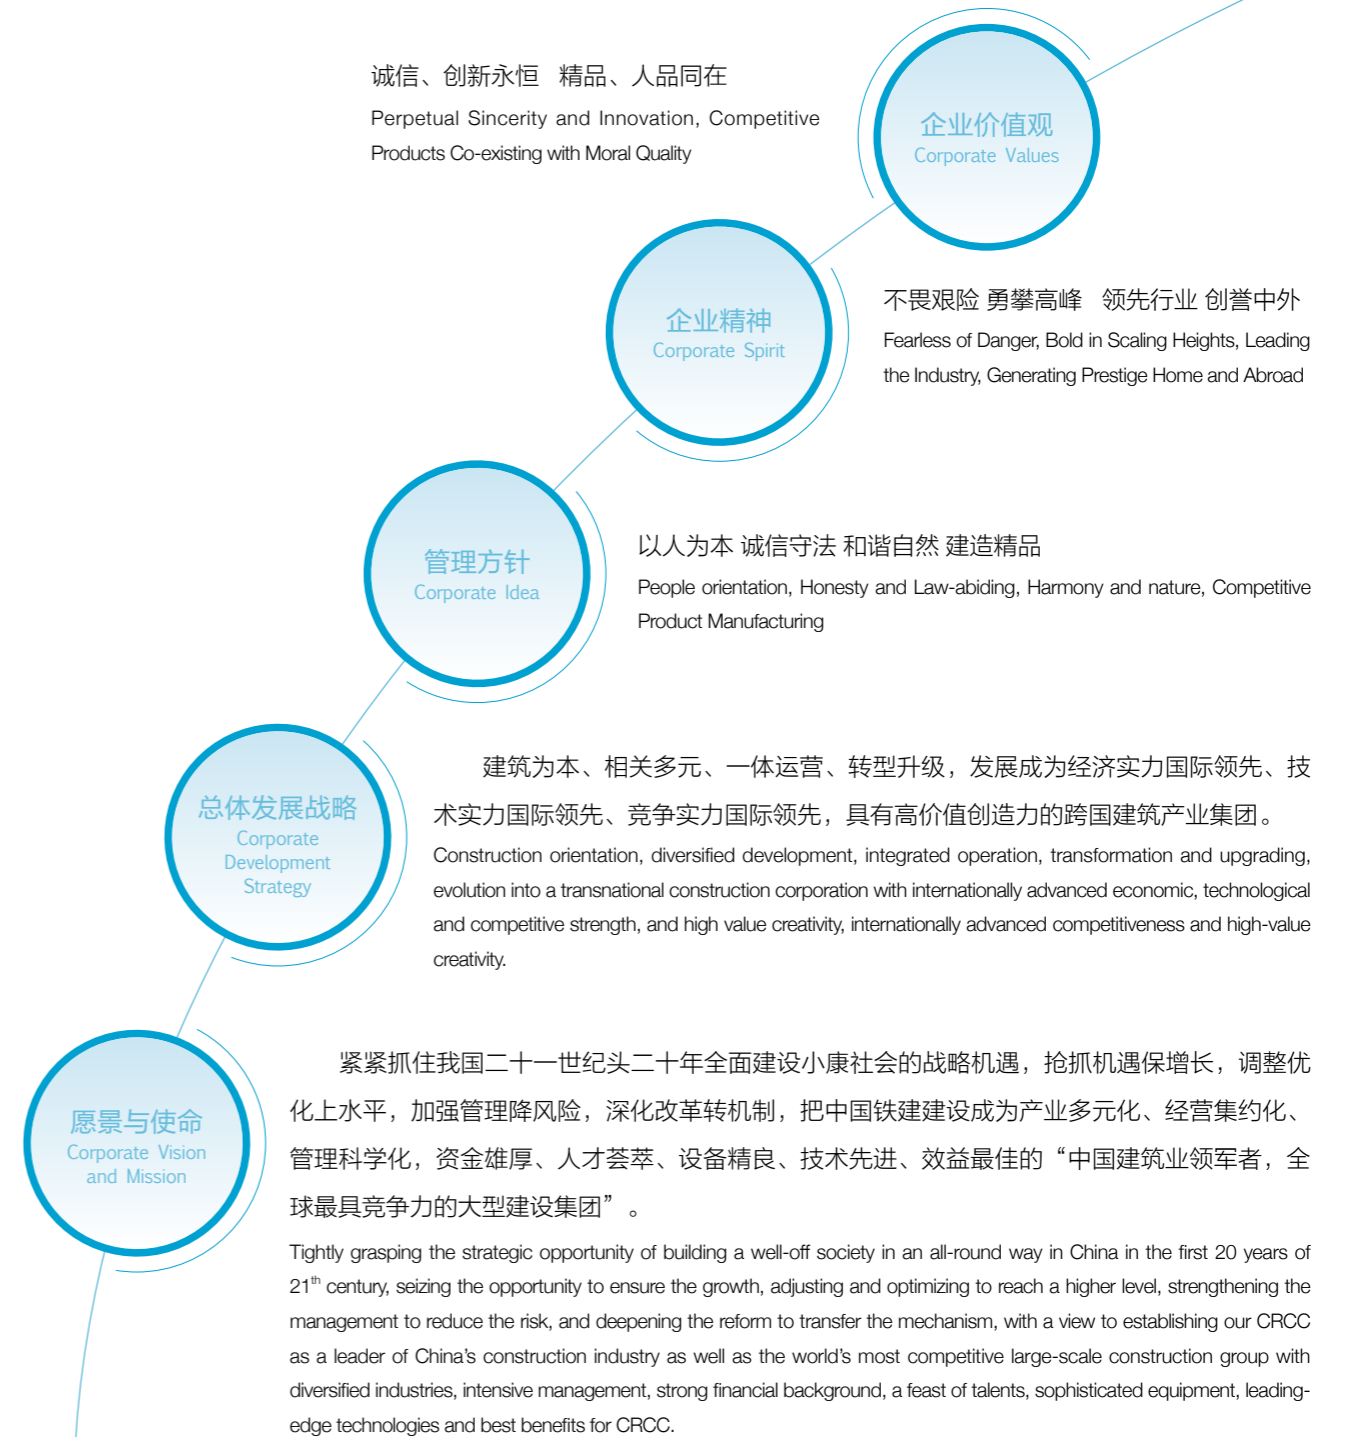 诚信、创新永恒 精品、人品同在
Perpetual Sincerity and Innovation, Competitive
Products Co-existing with Moral Quality
企业价值观
Corporate Values
企业精神
Corporate Spirit
不畏艰险 勇攀高峰 领先行业 创誉中外
Fearless of Danger, Bold in Scaling Heights, Leading
the Industry, Generating Prestige Home and Abroad
管理方针
Corporate Idea
以人为本 诚信守法 和谐自然 建造精品
People orientation, Honesty and Law-abiding, Harmony and nature, Competitive
Product Manufacturing
总体发展战略
Corporate
Development
Strategy
建筑为本、相关多元、一体运营、转型升级，发展成为经济实力国际领先、技
术实力国际领先、竞争实力国际领先，具有高价值创造力的跨国建筑产业集团。
Construction orientation, diversified development, integrated operation, transformation and upgrading,
evolution into a transnational construction corporation with internationally advanced economic, technological
and competitive strength, and high value creativity, internationally advanced competitiveness and high-value
creativity.
愿景与使命
Corporate Vision
and Mission
紧紧抓住我国二十一世纪头二十年全面建设小康社会的战略机遇，抢抓机遇保增长，调整优
化上水平，加强管理降风险，深化改革转机制，把中国铁建建设成为产业多元化、经营集约化、
管理科学化，资金雄厚、人才荟萃、设备精良、技术先进、效益最佳的“中国建筑业领军者，全
球最具竞争力的大型建设集团”。
Tightly grasping the strategic opportunity of building a well-off society in an all-round way in China in the first 20 years of
21th century, seizing the opportunity to ensure the growth, adjusting and optimizing to reach a higher level, strengthening the
management to reduce the risk, and deepening the reform to transfer the mechanism, with a view to establishing our CRCC
as a leader of China’s construction industry as well as the world’s most competitive large-scale construction group with
diversified industries, intensive management, strong financial background, a feast of talents, sophisticated equipment, leading-
edge technologies and best benefits for CRCC.